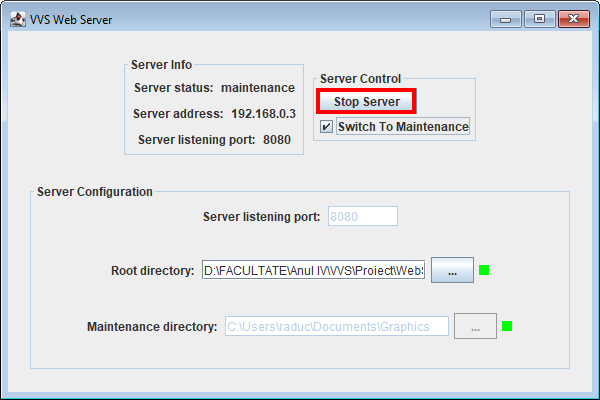 VVS Web Server
Server Info
Server status: maintenance
Server address: 192.168.0.3
Server listening port: 8080
Server Control
Stop Server
Switch To Maintenance
Server Configuration
Server listening port: 8080
Root directory: D:\FACULTATE\Anul IV\VVS\Proiect\WebS ...
Maintenance directory: C:\Users\raduc\Documents\Graphics ...